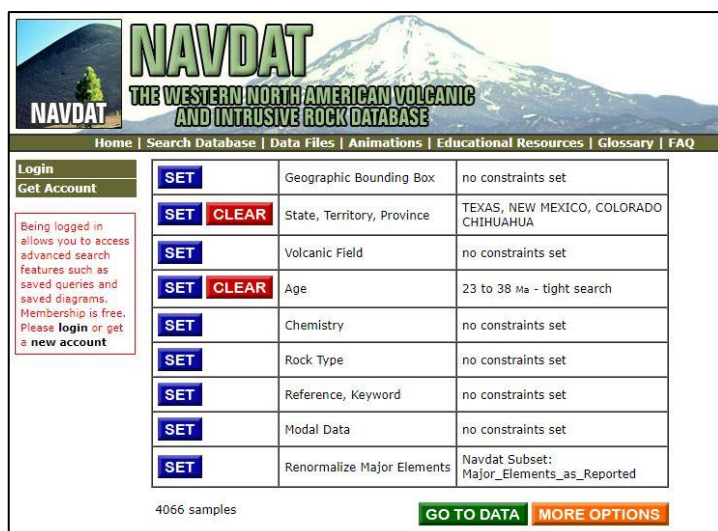 NAVDAT
NAVDAT
THE WESTERN NORTH AMERICAN VOLCANIC
AND INTRUSIVE ROCK DATABASE
Home | Search Database | Data Files | Animations | Educational Resources | Glossary | FAQ
Login
Get Account
Being logged in
allows you to access
advanced search
features such as
saved queries and
saved diagrams.
Membership is free.
Please login or get
a new account
SET Geographic Bounding Box no constraints set
SET CLEAR State, Territory, Province TEXAS, NEW MEXICO, COLORADO
CHIHUAHUA
SET Volcanic Field no constraints set
SET CLEAR Age 23 to 38 Ma - tight search
SET Chemistry no constraints set
SET Rock Type no constraints set
SET Reference, Keyword no constraints set
SET Modal Data no constraints set
SET Renormalize Major Elements Navdat Subset:
Major_Elements_as_Reported
4066 samples GO TO DATA MORE OPTIONS